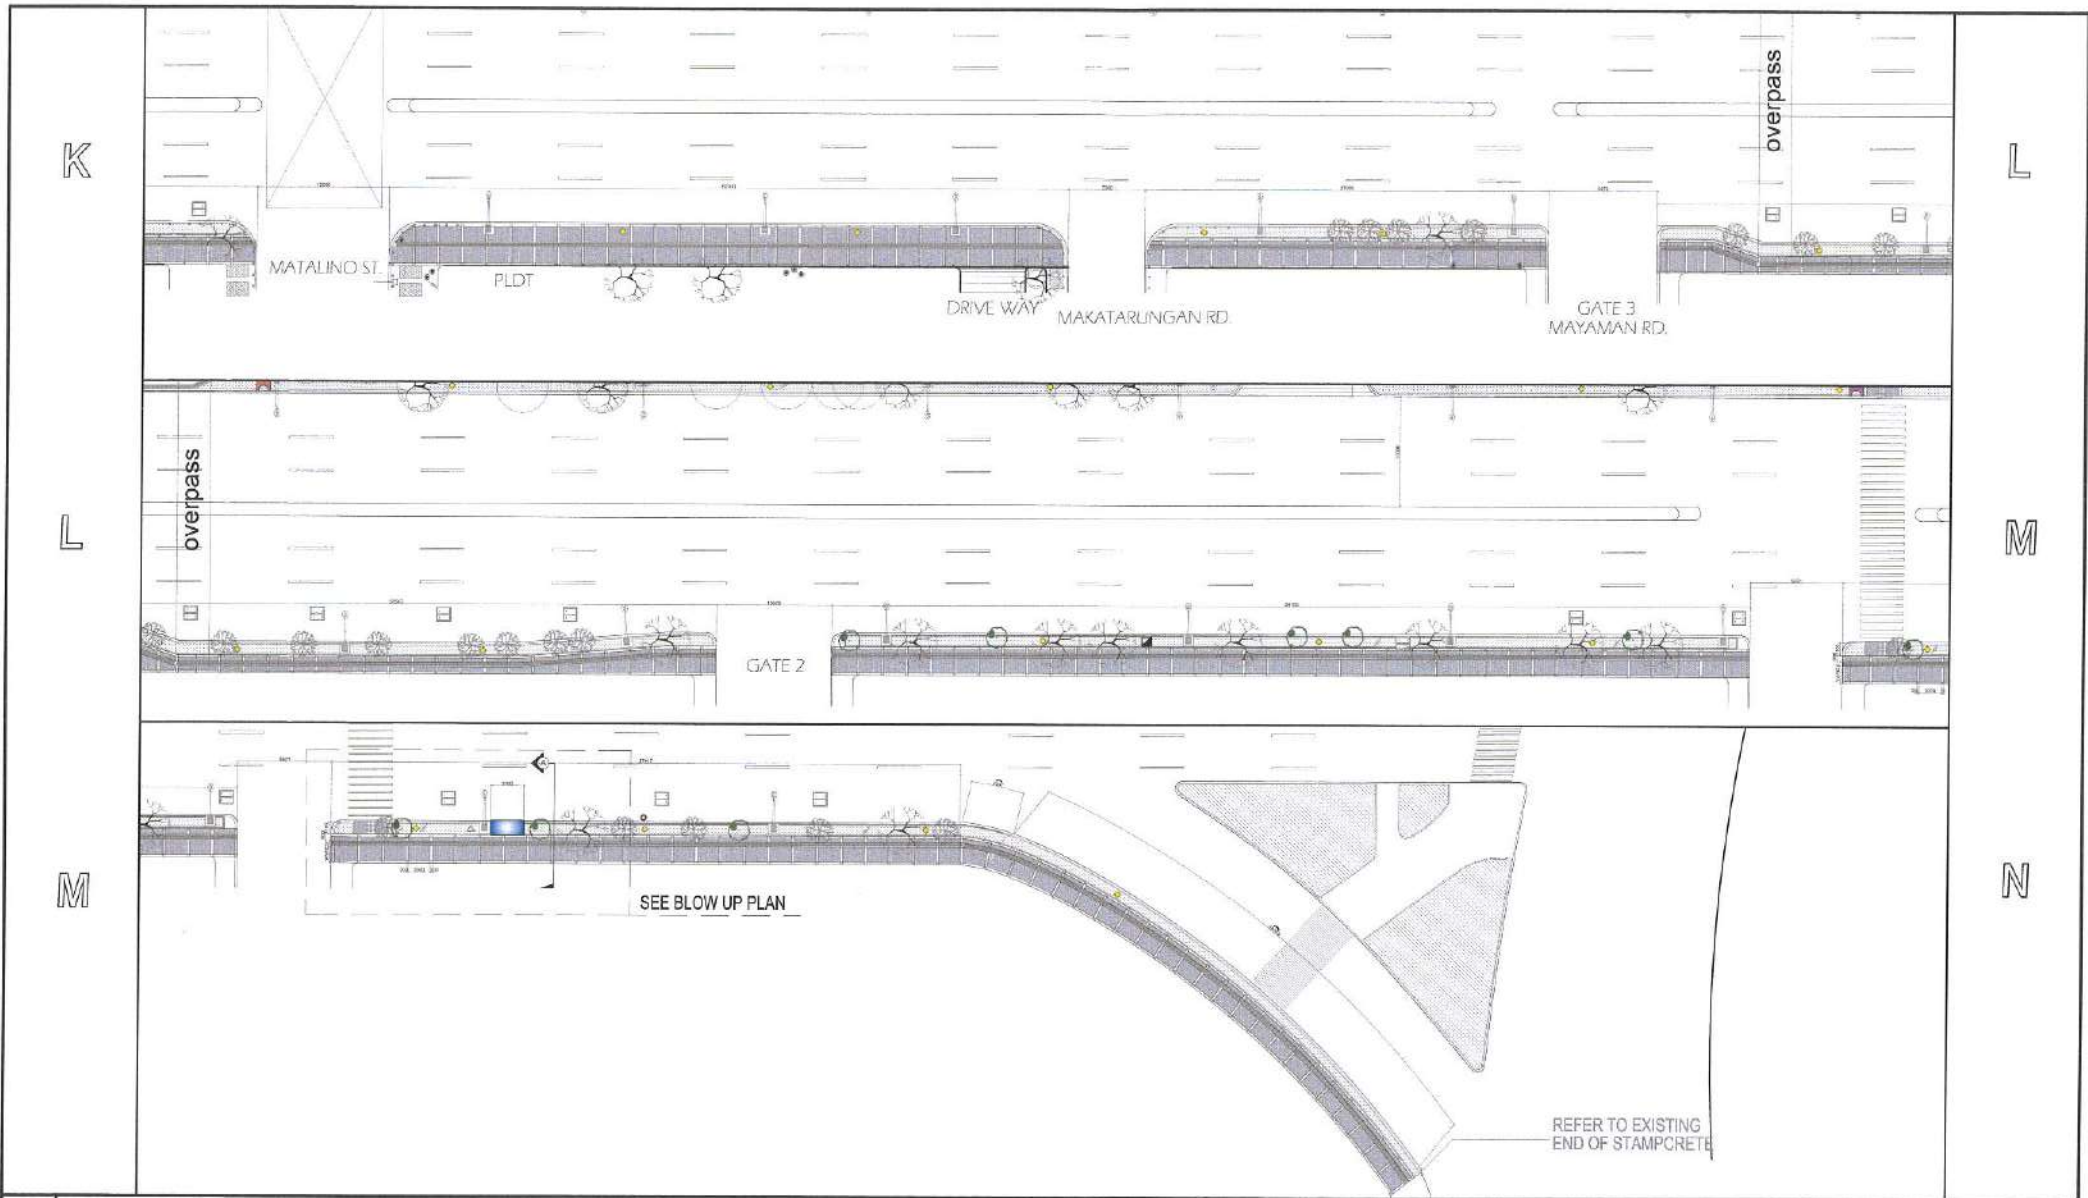 K
L
overpass
MATALINO ST.
PLDT
DRIVE WAY
MAKATARUNGAN RD.
GATE 3
MAYAMAN RD.
L
M
overpass
GATE 2
M
N
SEE BLOW UP PLAN
REFER TO EXISTING
END OF STAMPCRETE